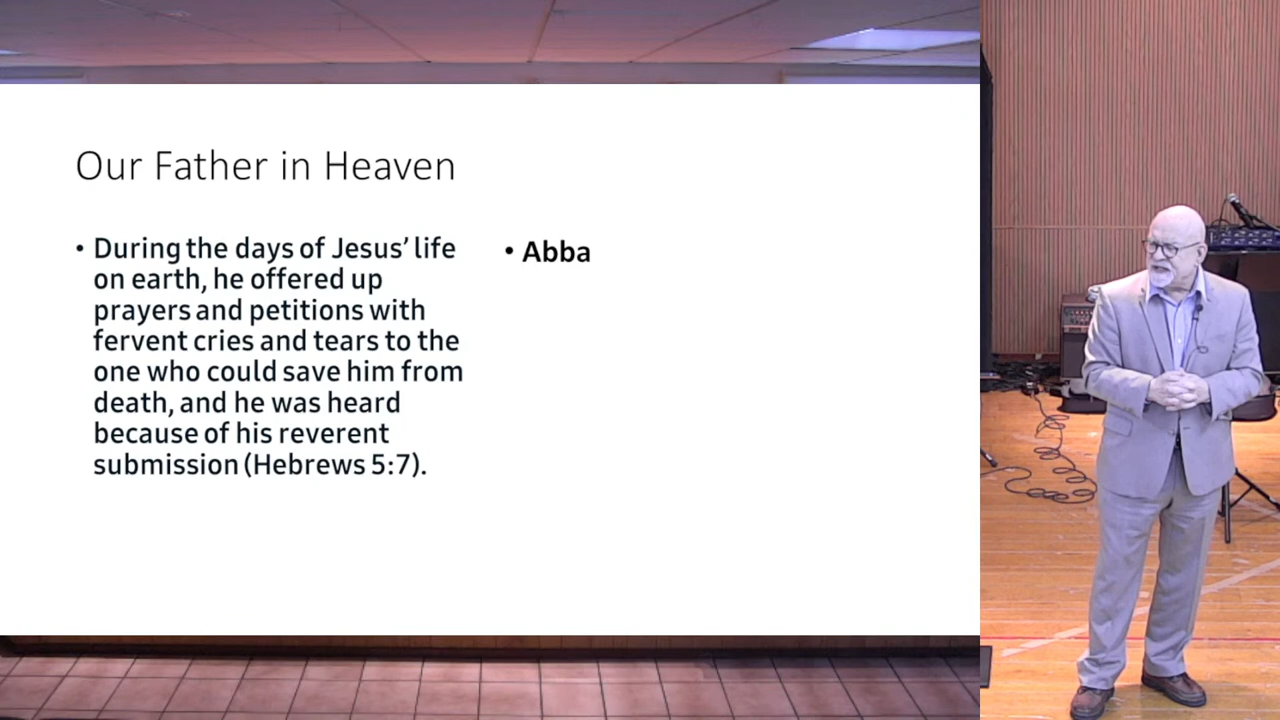 Our Father in Heaven
• During the days of Jesus’ life
on earth, he offered up
prayers and petitions with
fervent cries and tears to the
one who could save him from
death, and he was heard
because of his reverent
submission (Hebrews 5:7).
• Abba